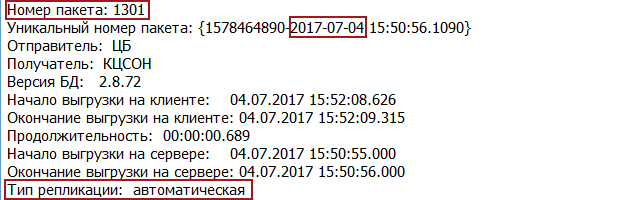 Номер пакета: 1301
Уникальный номер пакета: {1578464890-2017-07-04 15:50:56.1090}
Отправитель: ЦБ
Получатель: КЦСОН
Версия БД: 2.8.72
Начало выгрузки на клиенте: 04.07.2017 15:52:08.626
Окончание выгрузки на клиенте: 04.07.2017 15:52:09.315
Продолжительность: 00:00:00.689
Начало выгрузки на сервере: 04.07.2017 15:50:55.000
Окончание выгрузки на сервере: 04.07.2017 15:50:56.000
Тип репликации: автоматическая